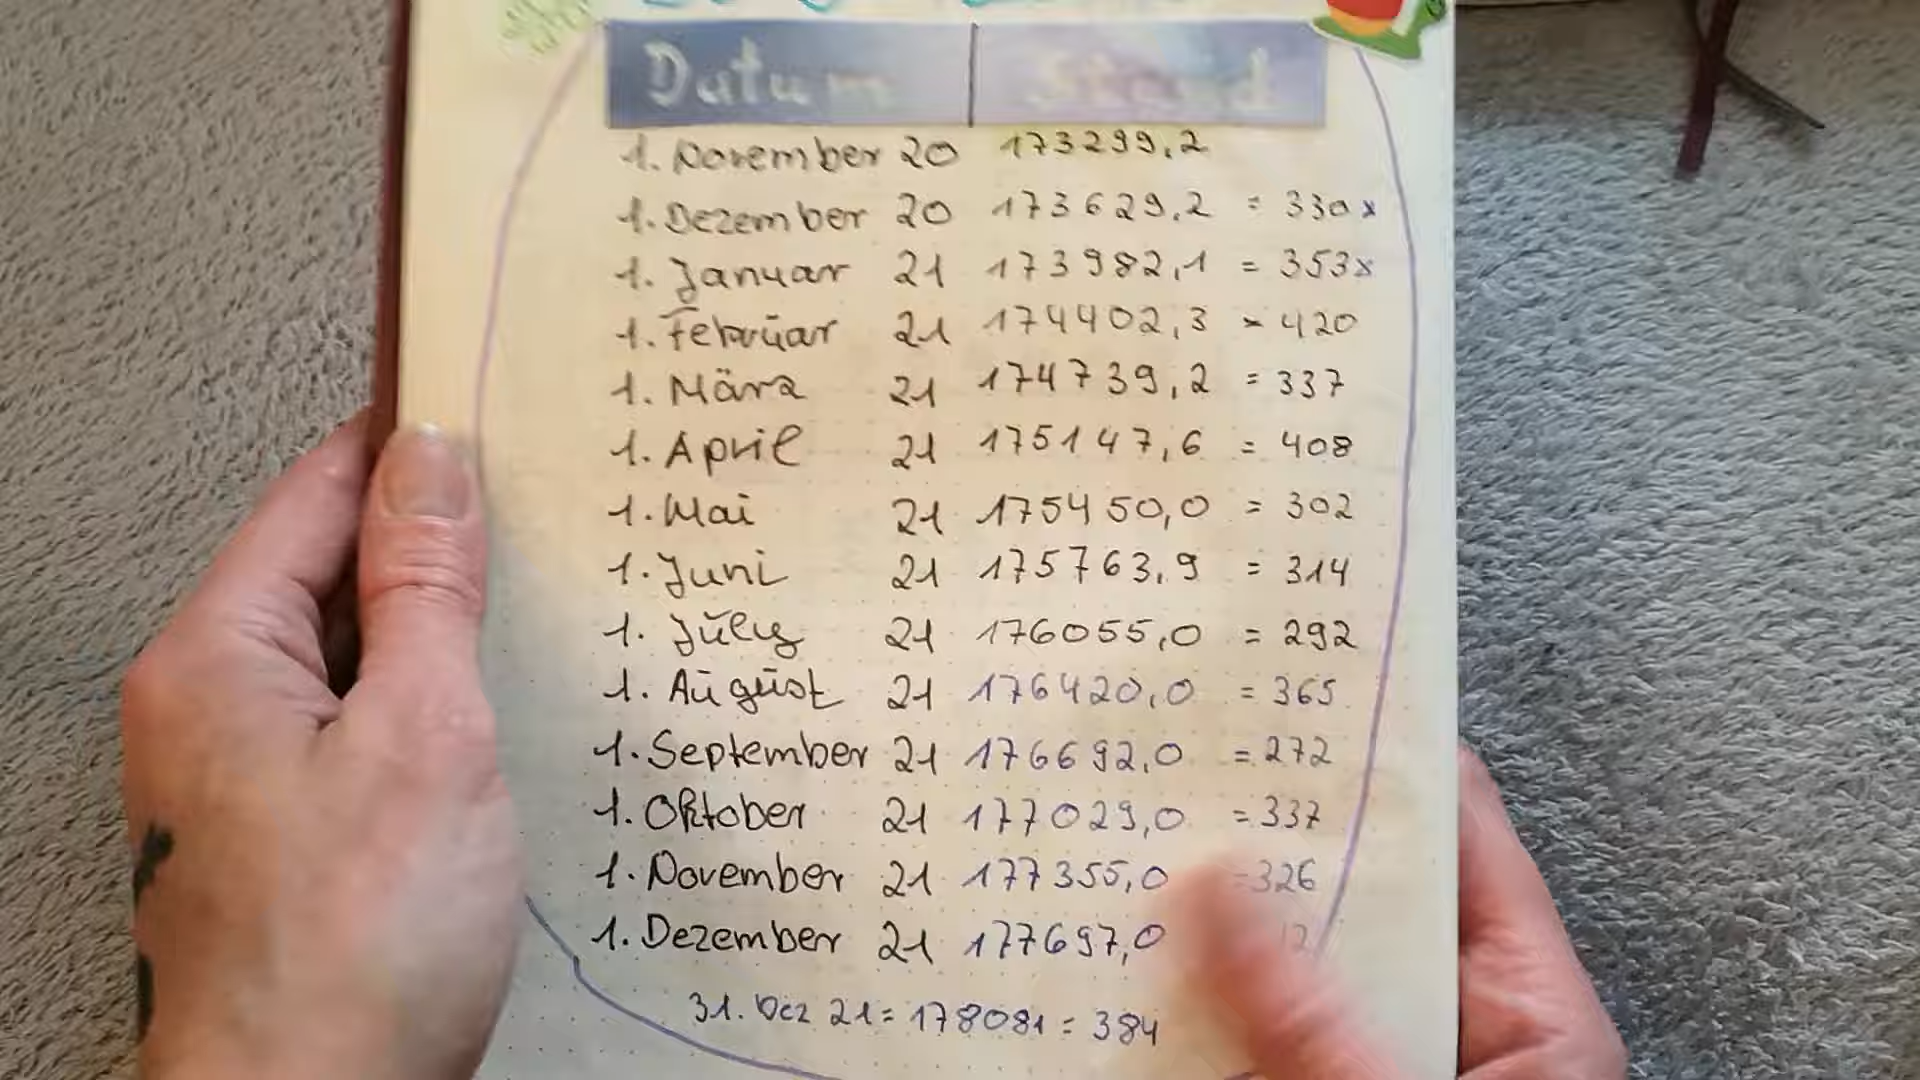 Datum Stand
1. November 20 173299,2
1. Dezember 20 173629,2 = 330 x
1. Januar 21 173982,1 = 353 x
1. Februar 21 174402,3 = 420
1. März 21 174739,2 = 337
1. April 21 175147,6 = 408
1. Mai 21 175450,0 = 302
1. Juni 21 175763,9 = 314
1. July 21 176055,0 = 292
1. August 21 176420,0 = 365
1. September 21 176692,0 = 272
1. Oktober 21 177029,0 = 337
1. November 21 177355,0 = 326
1. Dezember 21 177697,0
31. Dez 21 = 178081 = 384